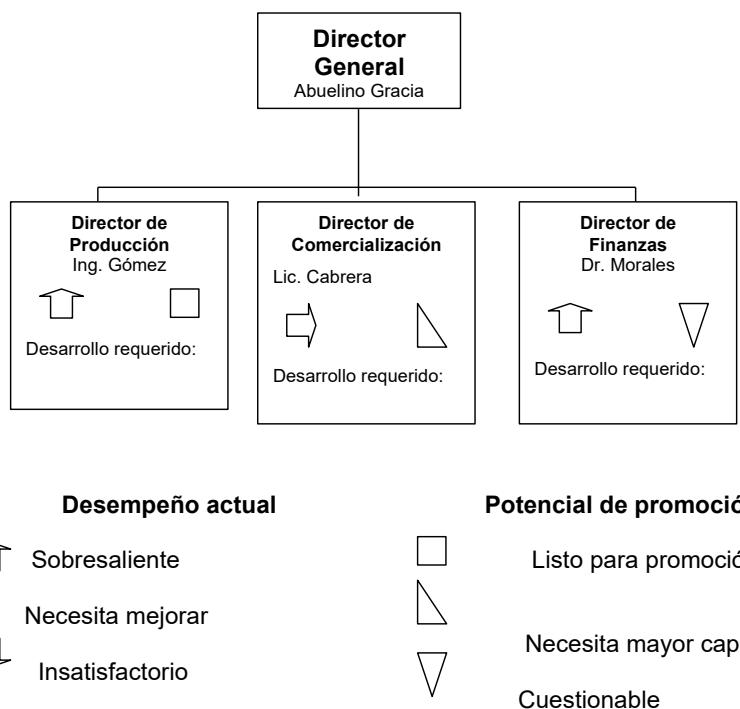 Director
General
Abuelino Gracia
Director de
Producción
Ing. Gómez
Desarrollo requerido:
Director de
Comercialización
Lic. Cabrera
Desarrollo requerido:
Director de
Finanzas
Dr. Morales
Desarrollo requerido:
Desempeño actual
Sobresaliente
Necesita mejorar
Insatisfactorio
Potencial de promoció
Listo para promoció
Necesita mayor cap
Cuestionable